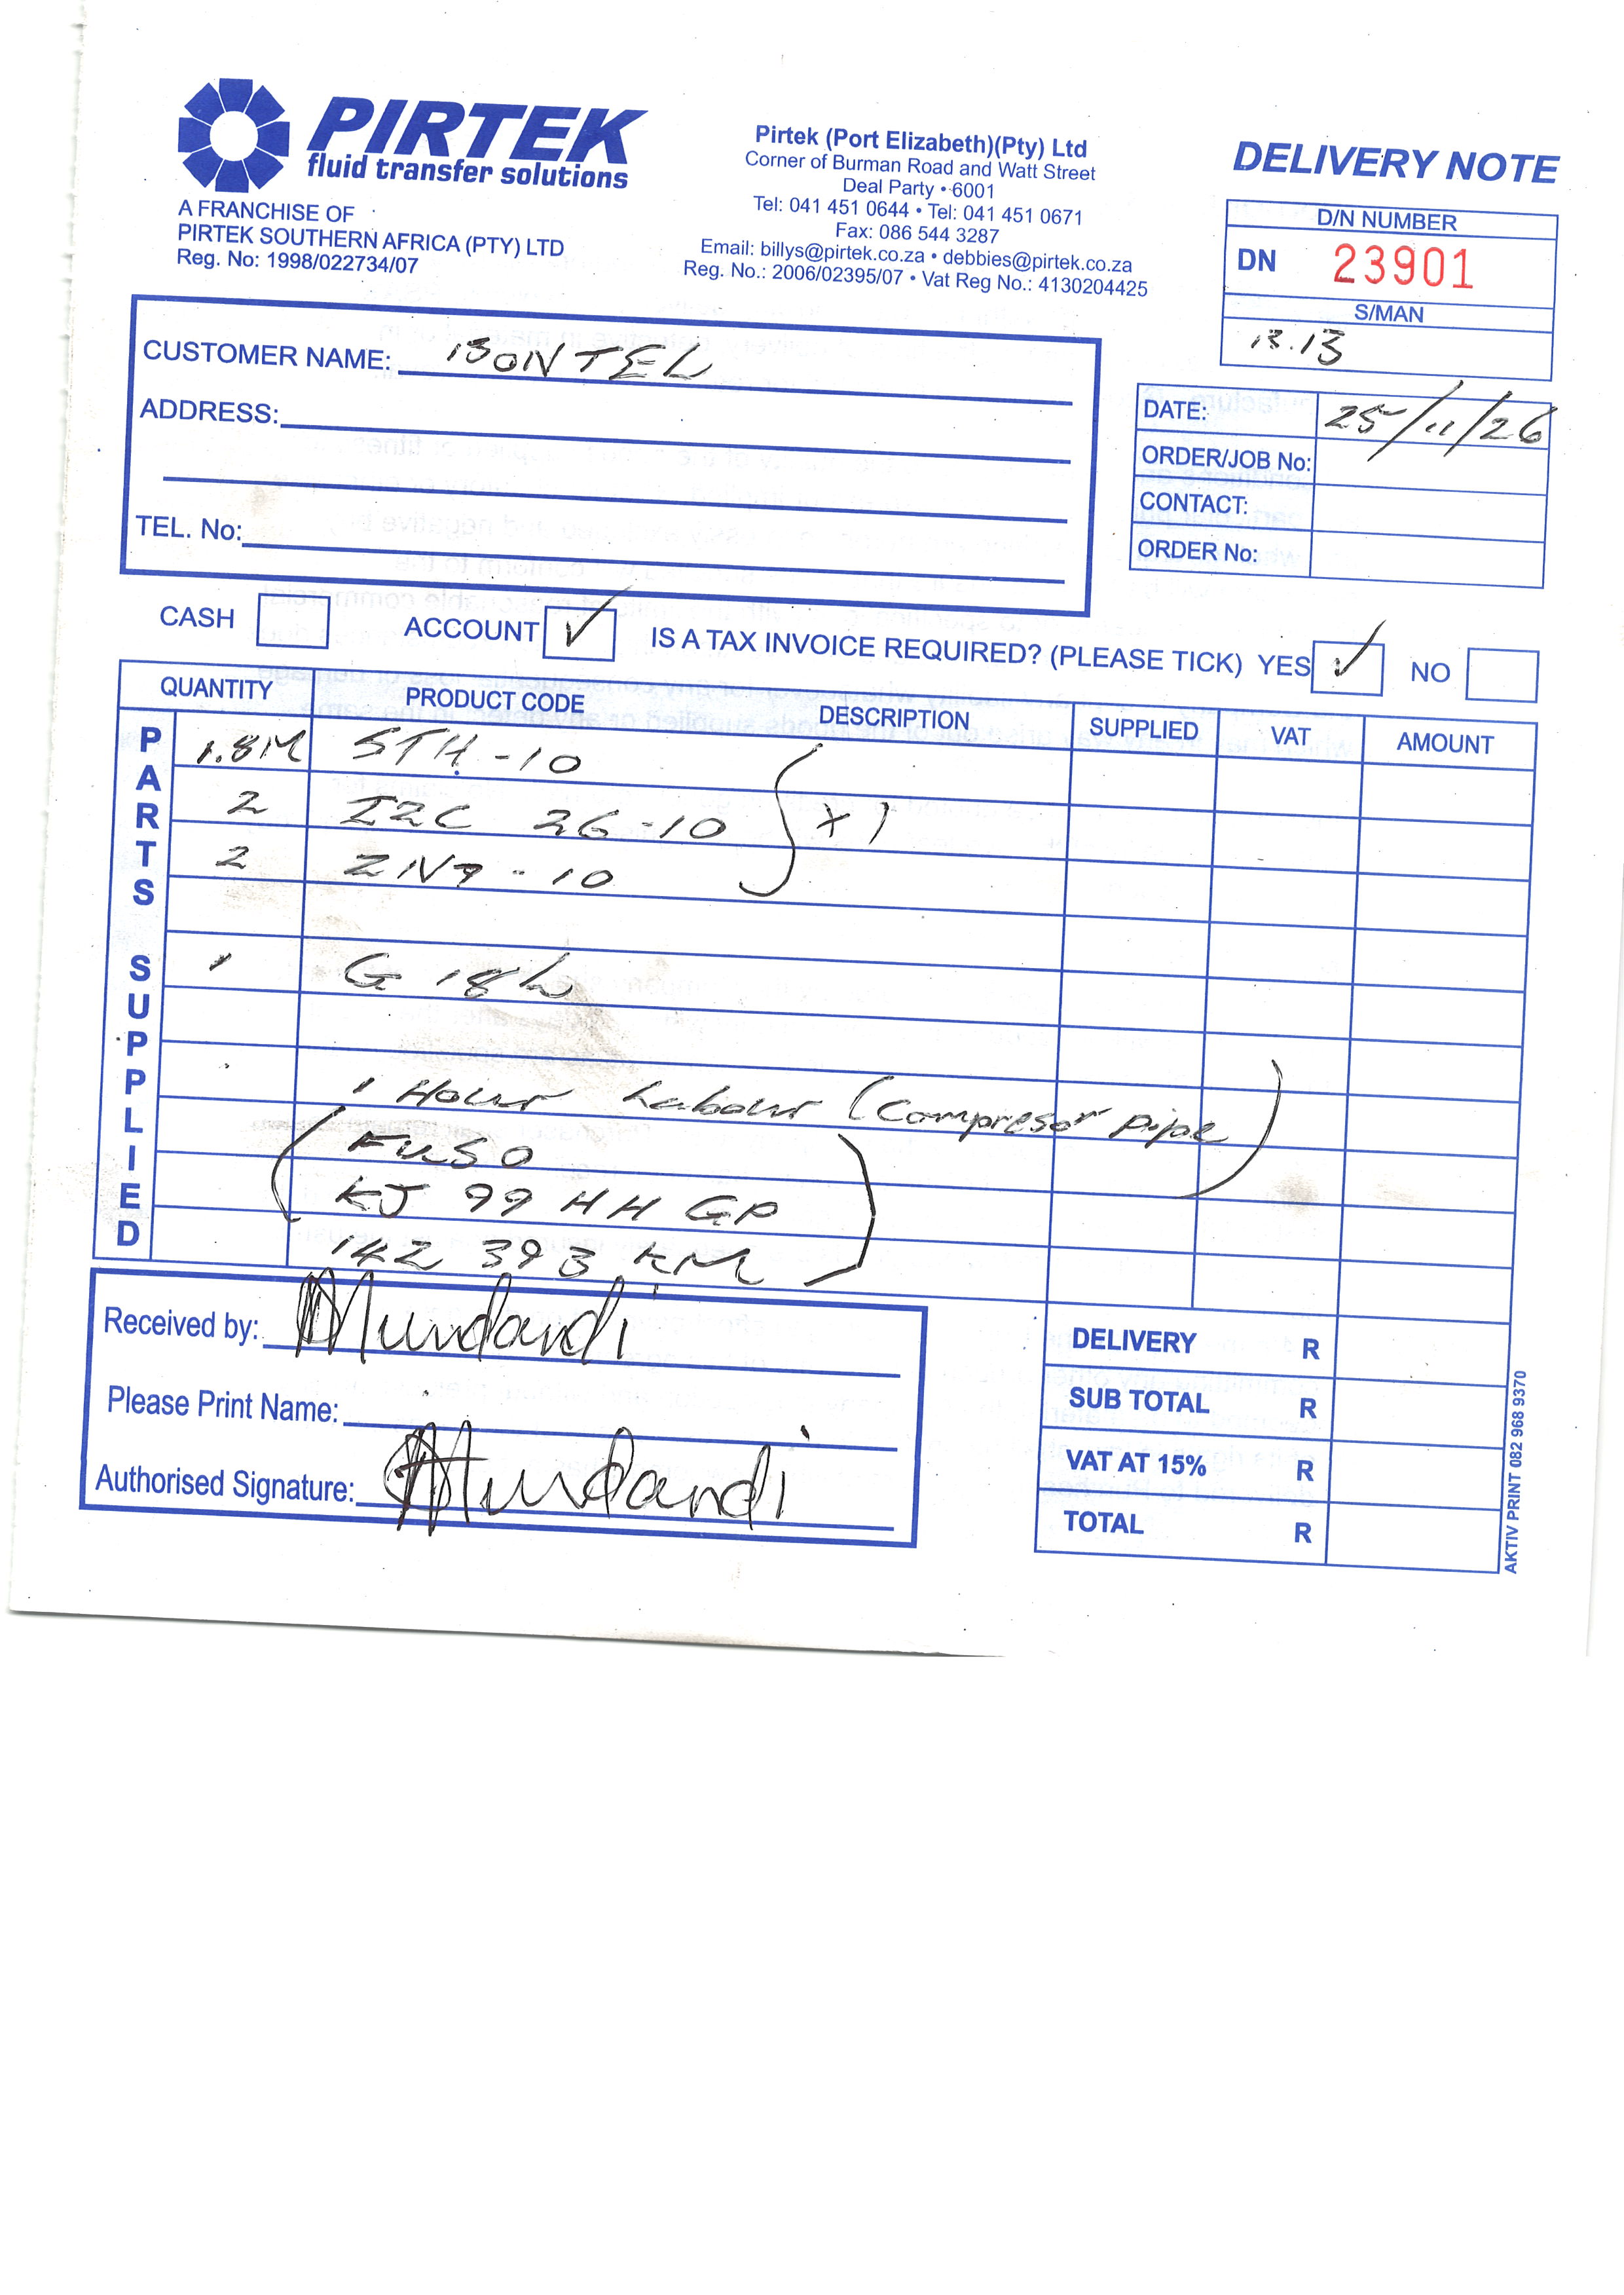 PIRTEK
fluid transfer solutions
A FRANCHISE OF
PIRTEK SOUTHERN AFRICA (PTY) LTD
Reg. No: 1998/022734/07
Pirtek (Port Elizabeth)(Pty) Ltd
Corner of Burman Road and Watt Street
Deal Party • 6001
Tel: 041 451 0644 • Tel: 041 451 0671
Fax: 086 544 3287
Email: billys@pirtek.co.za • debbies@pirtek.co.za
Reg. No.: 2006/02395/07 • Vat Reg No.: 4130204425
DELIVERY NOTE
D/N NUMBER
DN 23901
S/MAN
B.B
CUSTOMER NAME: BONTEL
ADDRESS:
TEL. No:
DATE: 25/11/26
ORDER/JOB No:
CONTACT:
ORDER No:
CASH ACCOUNT ✓ IS A TAX INVOICE REQUIRED? (PLEASE TICK) YES ✓ NO
QUANTITY PRODUCT CODE DESCRIPTION SUPPLIED VAT AMOUNT
PARTS SUPPLIED
1.8M STH -10
2 IZC 26-10 } x 1
2 ZN7 - 10
1 G 18L
1 Hour Labour (Compresor pipe)
(FUSO
KJ 99 HH GP
142 393 KM)
Received by: Mundandi
Please Print Name:
Authorised Signature: Mundandi
DELIVERY R
SUB TOTAL R
VAT AT 15% R
TOTAL R
AKTIV PRINT 082 968 9370